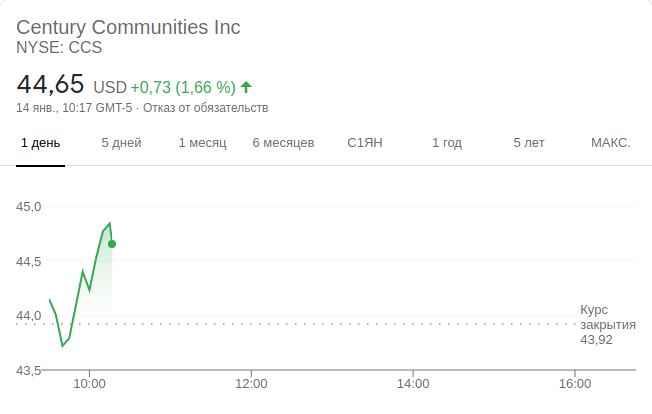 Century Communities Inc
NYSE: CCS
44,65 USD +0,73 (1,66 %)
14 янв., 10:17 GMT-5 · Отказ от обязательств
1 день 5 дней 1 месяц 6 месяцев С1ЯН 1 год 5 лет МАКС.
45,0
44,5
44,0
Курс
закрытия
43,92
43,5
10:00 12:00 14:00 16:00